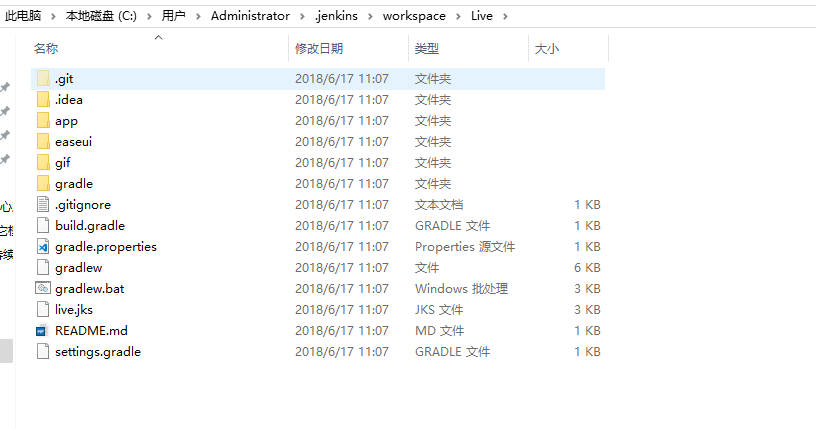 此电脑 › 本地磁盘 (C:) › 用户 › Administrator › .jenkins › workspace › Live ›
名称 修改日期 类型 大小
.git 2018/6/17 11:07 文件夹
.idea 2018/6/17 11:07 文件夹
app 2018/6/17 11:07 文件夹
easeui 2018/6/17 11:07 文件夹
gif 2018/6/17 11:07 文件夹
gradle 2018/6/17 11:07 文件夹
.gitignore 2018/6/17 11:07 文本文档 1 KB
build.gradle 2018/6/17 11:07 GRADLE 文件 1 KB
gradle.properties 2018/6/17 11:07 Properties 源文件 1 KB
gradlew 2018/6/17 11:07 文件 6 KB
gradlew.bat 2018/6/17 11:07 Windows 批处理 3 KB
live.jks 2018/6/17 11:07 JKS 文件 3 KB
README.md 2018/6/17 11:07 MD 文件 1 KB
settings.gradle 2018/6/17 11:07 GRADLE 文件 1 KB